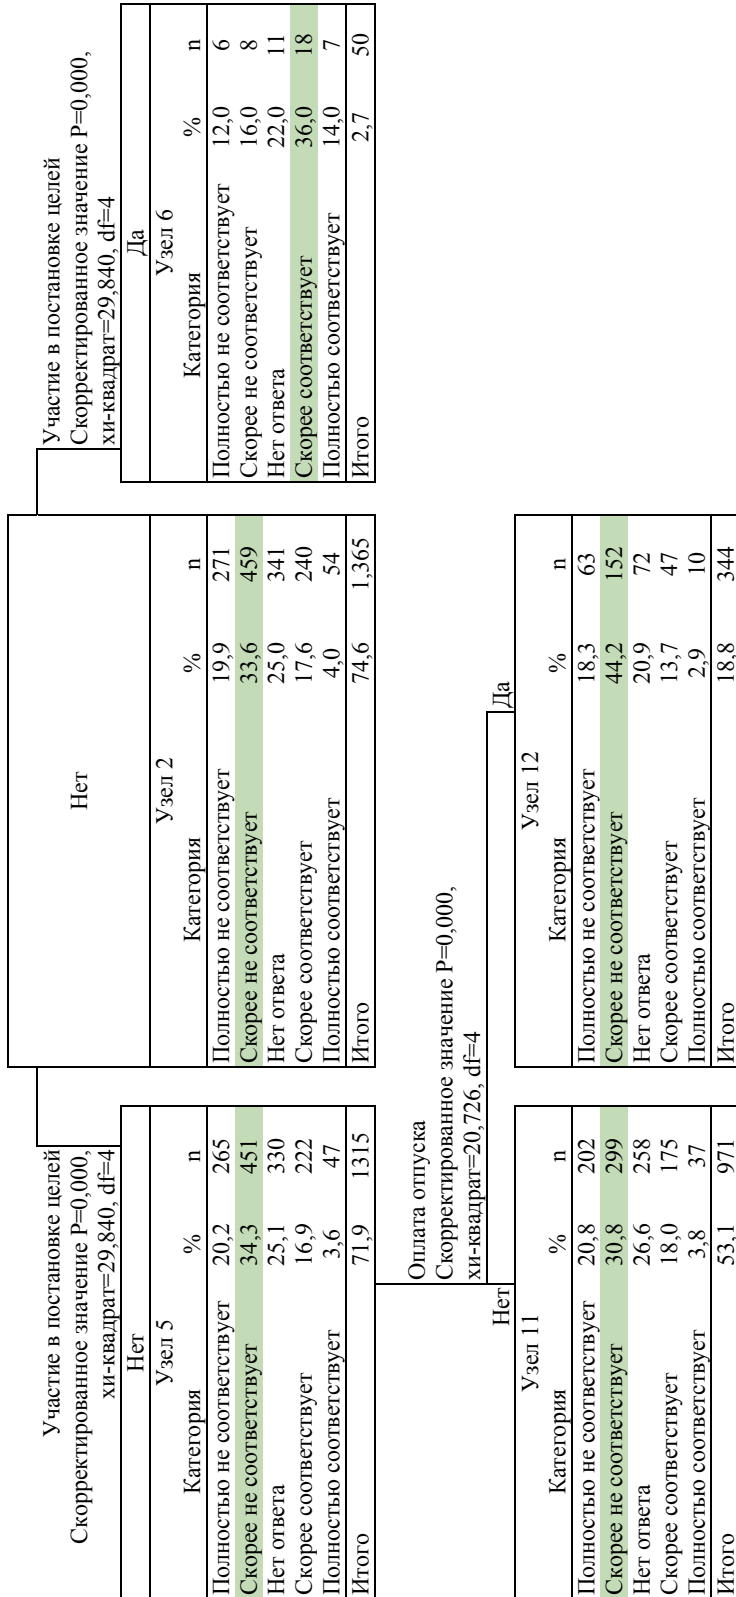 Участие в постановке целей
Скорректированное значение P=0,000,
хи-квадрат=29,840, df=4
Нет
Узел 5
Категория % n
Полностью не соответствует 20,2 265
Скорее не соответствует 34,3 451
Нет ответа 25,1 330
Скорее соответствует 16,9 222
Полностью соответствует 3,6 47
Итого 71,9 1315
Нет
Узел 2
Категория % n
Полностью не соответствует 19,9 271
Скорее не соответствует 33,6 459
Нет ответа 25,0 341
Скорее соответствует 17,6 240
Полностью соответствует 4,0 54
Итого 74,6 1,365
Участие в постановке целей
Скорректированное значение P=0,000,
хи-квадрат=29,840, df=4
Да
Узел 6
Категория % n
Полностью не соответствует 12,0 6
Скорее не соответствует 16,0 8
Нет ответа 22,0 11
Скорее соответствует 36,0 18
Полностью соответствует 14,0 7
Итого 2,7 50
Оплата отпуска
Скорректированное значение P=0,000,
хи-квадрат=20,726, df=4
Нет
Узел 11
Категория % n
Полностью не соответствует 20,8 202
Скорее не соответствует 30,8 299
Нет ответа 26,6 258
Скорее соответствует 18,0 175
Полностью соответствует 3,8 37
Итого 53,1 971
Да
Узел 12
Категория % n
Полностью не соответствует 18,3 63
Скорее не соответствует 44,2 152
Нет ответа 20,9 72
Скорее соответствует 13,7 47
Полностью соответствует 2,9 10
Итого 18,8 344